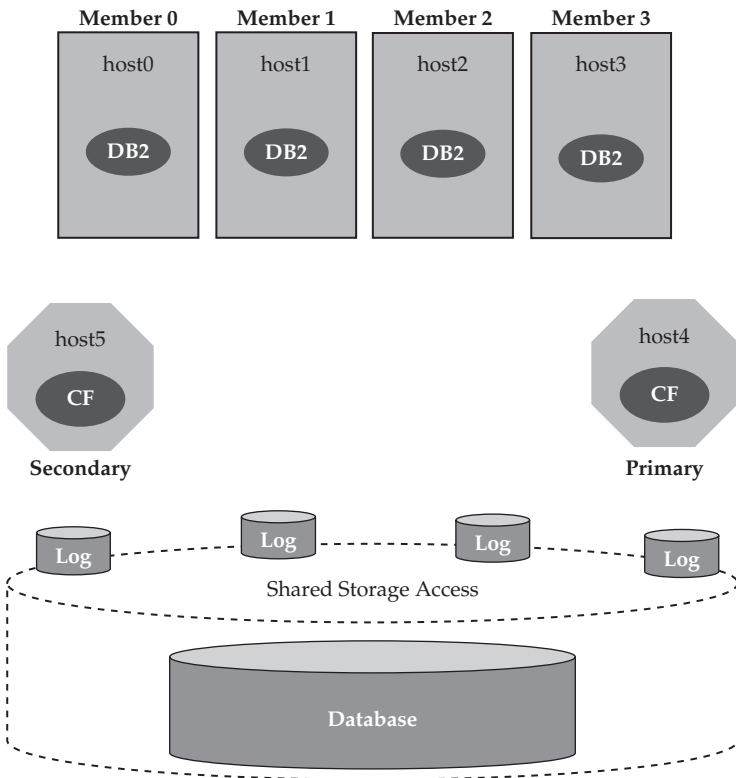 Member 0 Member 1 Member 2 Member 3
host0 host1 host2 host3
DB2 DB2 DB2 DB2
host5 host4
CF CF
Secondary Primary
Log Log Log Log
Shared Storage Access
Database